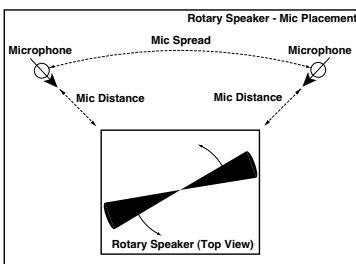 Rotary Speaker - Mic Placement
Mic Spread
Microphone
Microphone
Mic Distance
Mic Distance
Rotary Speaker (Top View)